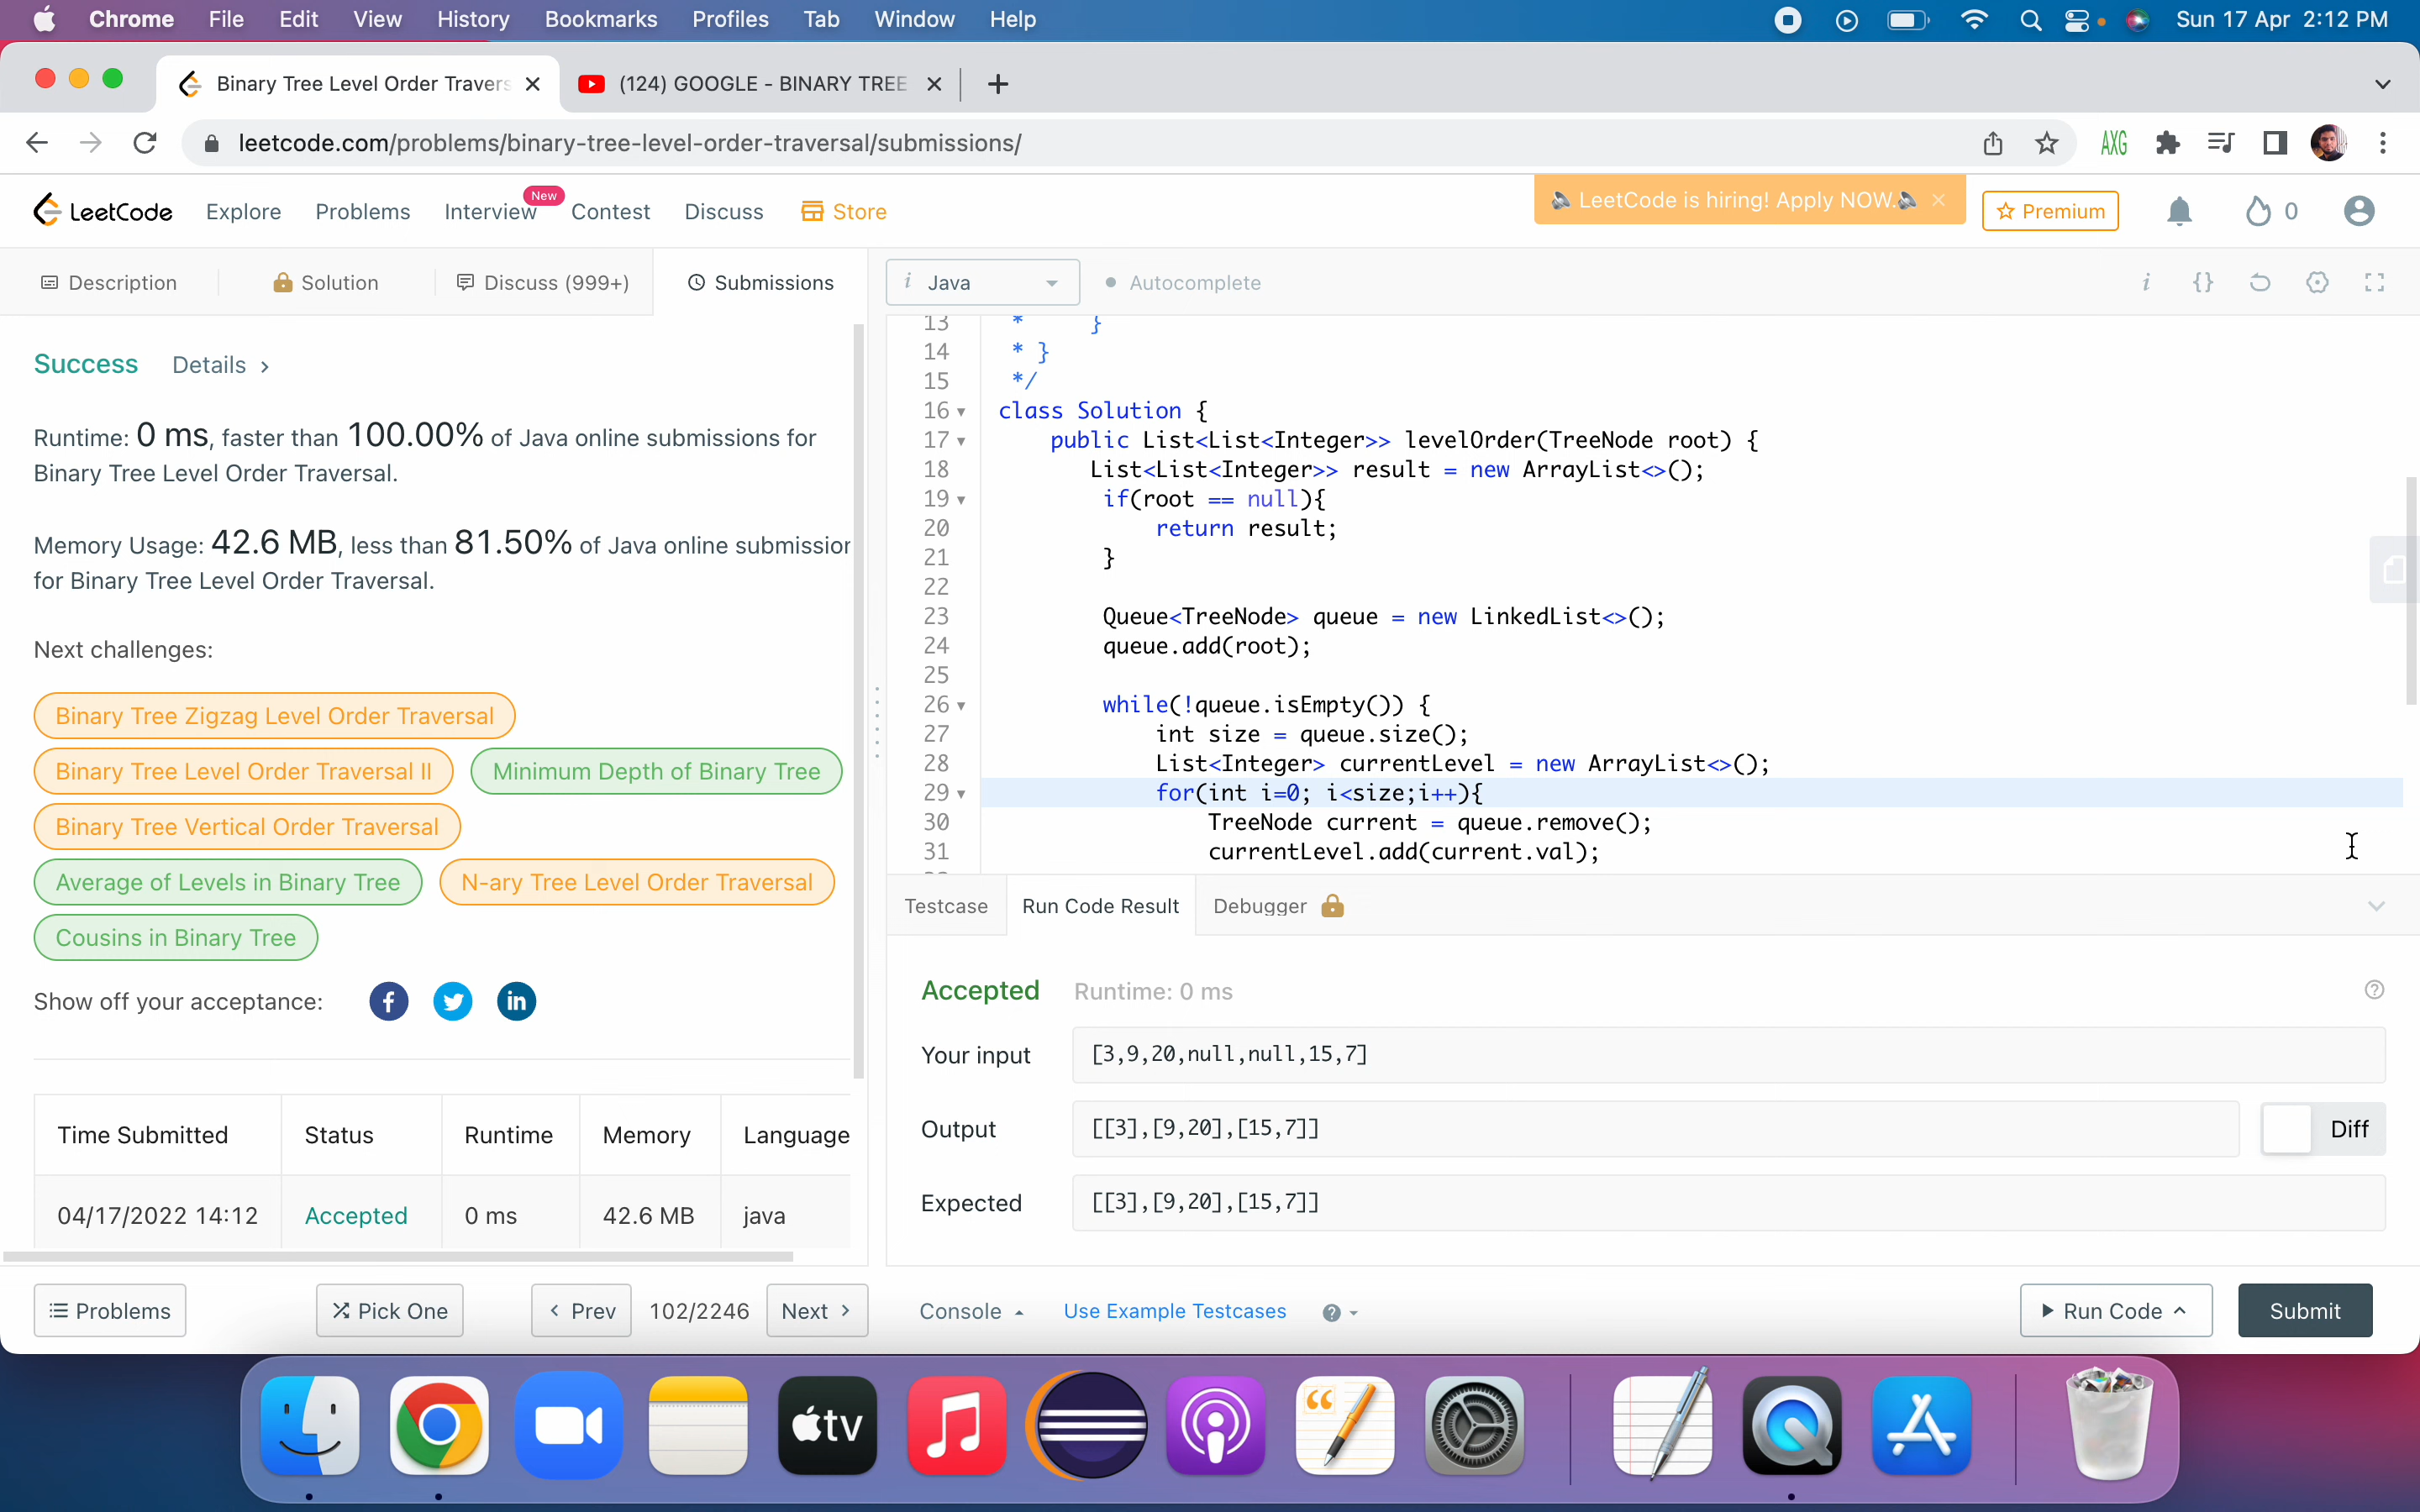 Chrome File Edit View History Bookmarks Profiles Tab Window Help Sun 17 Apr 2:12 PM
Binary Tree Level Order Travers (124) GOOGLE - BINARY TREE
leetcode.com/problems/binary-tree-level-order-traversal/submissions/ AXG
LeetCode Explore Problems Interview New Contest Discuss Store LeetCode is hiring! Apply NOW. Premium 0
Description Solution Discuss (999+) Submissions
i Java Autocomplete i {}
Success Details >
Runtime: 0 ms, faster than 100.00% of Java online submissions for
Binary Tree Level Order Traversal.
Memory Usage: 42.6 MB, less than 81.50% of Java online submission
for Binary Tree Level Order Traversal.
Next challenges:
Binary Tree Zigzag Level Order Traversal
Binary Tree Level Order Traversal II Minimum Depth of Binary Tree
Binary Tree Vertical Order Traversal
Average of Levels in Binary Tree N-ary Tree Level Order Traversal
Cousins in Binary Tree
Show off your acceptance:
Time Submitted Status Runtime Memory Language
04/17/2022 14:12 Accepted 0 ms 42.6 MB java
Problems Pick One < Prev 102/2246 Next >
13 * }
14 * }
15 */
16 class Solution {
17 public List<List<Integer>> levelOrder(TreeNode root) {
18 List<List<Integer>> result = new ArrayList<>();
19 if(root == null){
20 return result;
21 }
22
23 Queue<TreeNode> queue = new LinkedList<>();
24 queue.add(root);
25
26 while(!queue.isEmpty()) {
27 int size = queue.size();
28 List<Integer> currentLevel = new ArrayList<>();
29 for(int i=0; i<size;i++){
30 TreeNode current = queue.remove();
31 currentLevel.add(current.val);
Testcase Run Code Result Debugger
Accepted Runtime: 0 ms
Your input [3,9,20,null,null,15,7]
Output [[3],[9,20],[15,7]] Diff
Expected [[3],[9,20],[15,7]]
Console Use Example Testcases Run Code Submit
tv